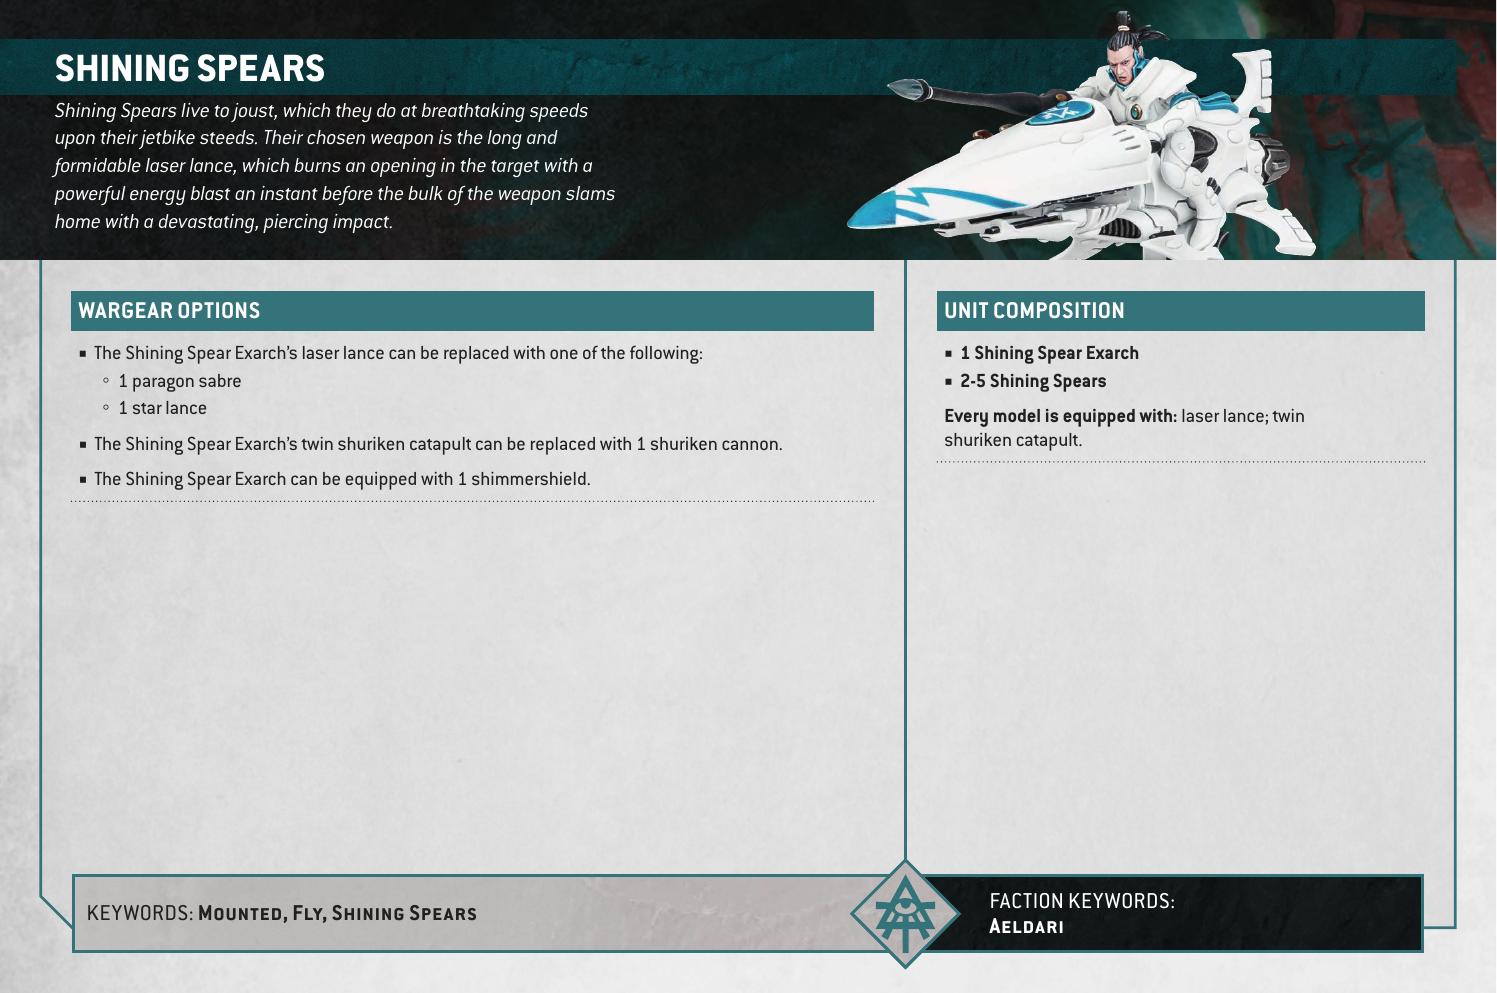 SHINING SPEARS
Shining Spears live to joust, which they do at breathtaking speeds
upon their jetbike steeds. Their chosen weapon is the long and
formidable laser lance, which burns an opening in the target with a
powerful energy blast an instant before the bulk of the weapon slams
home with a devastating, piercing impact.
WARGEAR OPTIONS
■ The Shining Spear Exarch’s laser lance can be replaced with one of the following:
◦ 1 paragon sabre
◦ 1 star lance
■ The Shining Spear Exarch’s twin shuriken catapult can be replaced with 1 shuriken cannon.
■ The Shining Spear Exarch can be equipped with 1 shimmershield.
UNIT COMPOSITION
■ 1 Shining Spear Exarch
■ 2-5 Shining Spears
Every model is equipped with: laser lance; twin
shuriken catapult.
KEYWORDS: Mounted, Fly, Shining Spears
FACTION KEYWORDS:
Aeldari